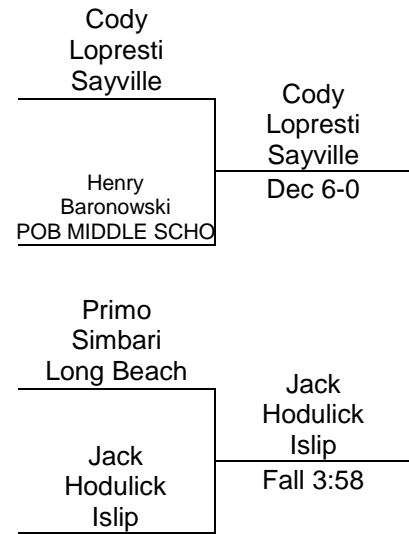 Cody
Lopresti
Sayville
Cody
Lopresti
Sayville
Dec 6-0
Henry
Baronowski
POB MIDDLE SCHO
Primo
Simbari
Long Beach
Jack
Hodulick
Islip
Fall 3:58
Jack
Hodulick
Islip